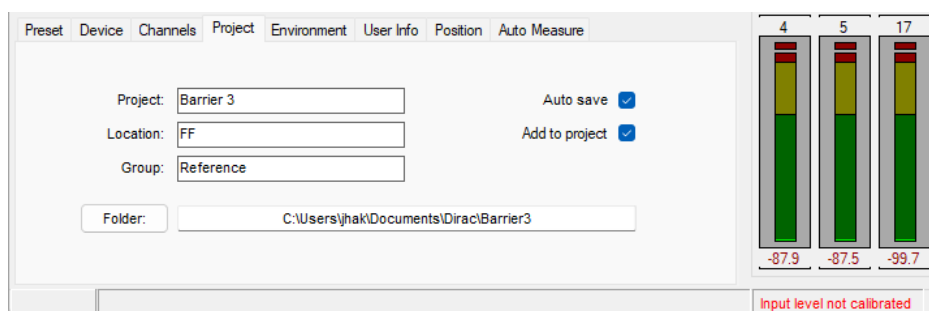 Preset Device Channels Project Environment User Info Position Auto Measure
4 5 17
Project: Barrier 3 Auto save
Location: FF Add to project
Group: Reference
Folder: C:\Users\jhak\Documents\Dirac\Barrier3
-87.9 -87.5 -99.7
Input level not calibrated